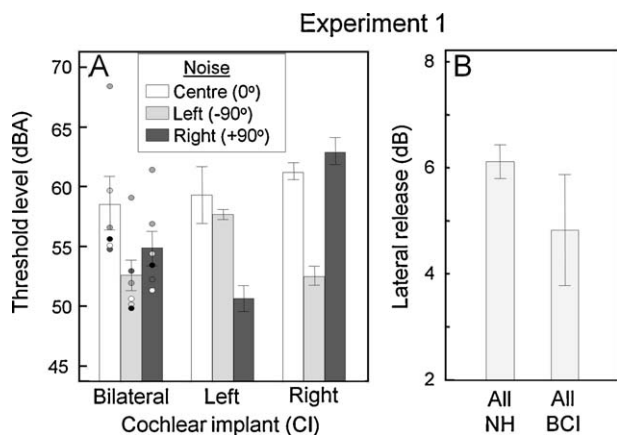 Experiment 1
A
Noise
Centre (0°)
Left (-90°)
Right (+90°)
Threshold level (dBA)
70
65
60
55
50
45
Bilateral Left Right
Cochlear implant (CI)
B
Lateral release (dB)
8
6
4
2
All All
NH BCI